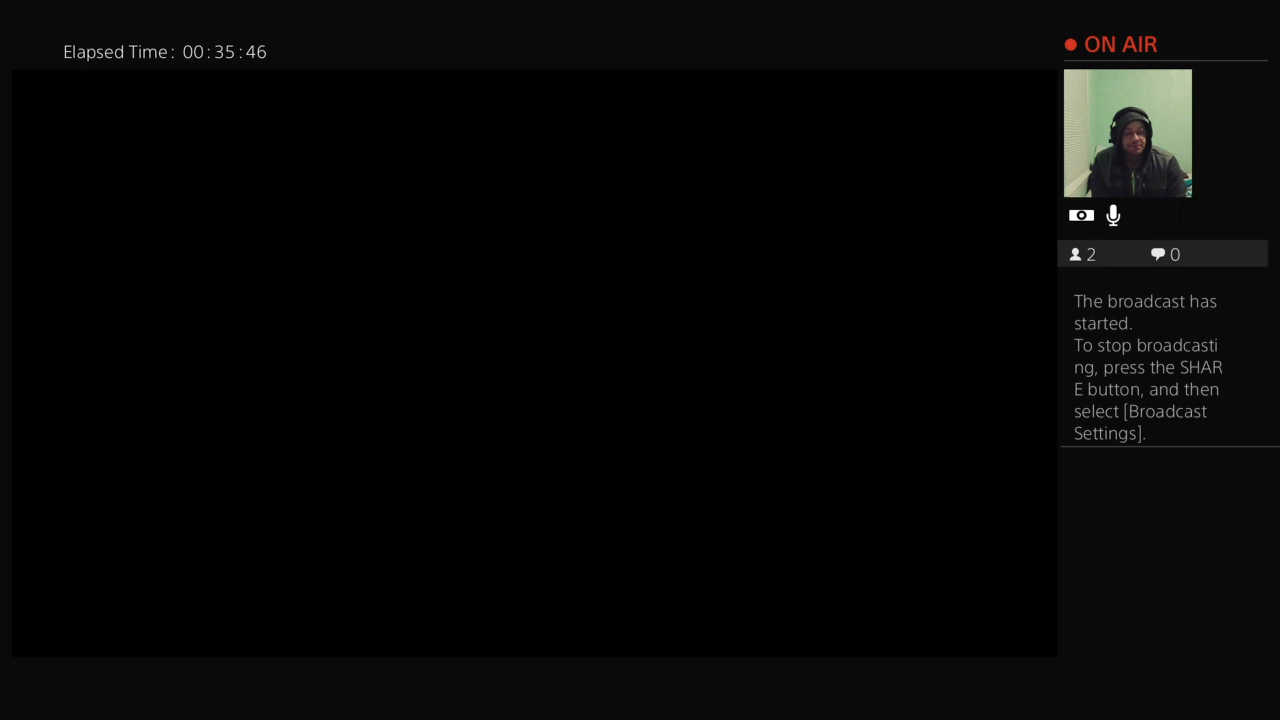 Elapsed Time: 00:35:46
ON AIR
2 0
The broadcast has
started.
To stop broadcasti
ng, press the SHAR
E button, and then
select [Broadcast
Settings].